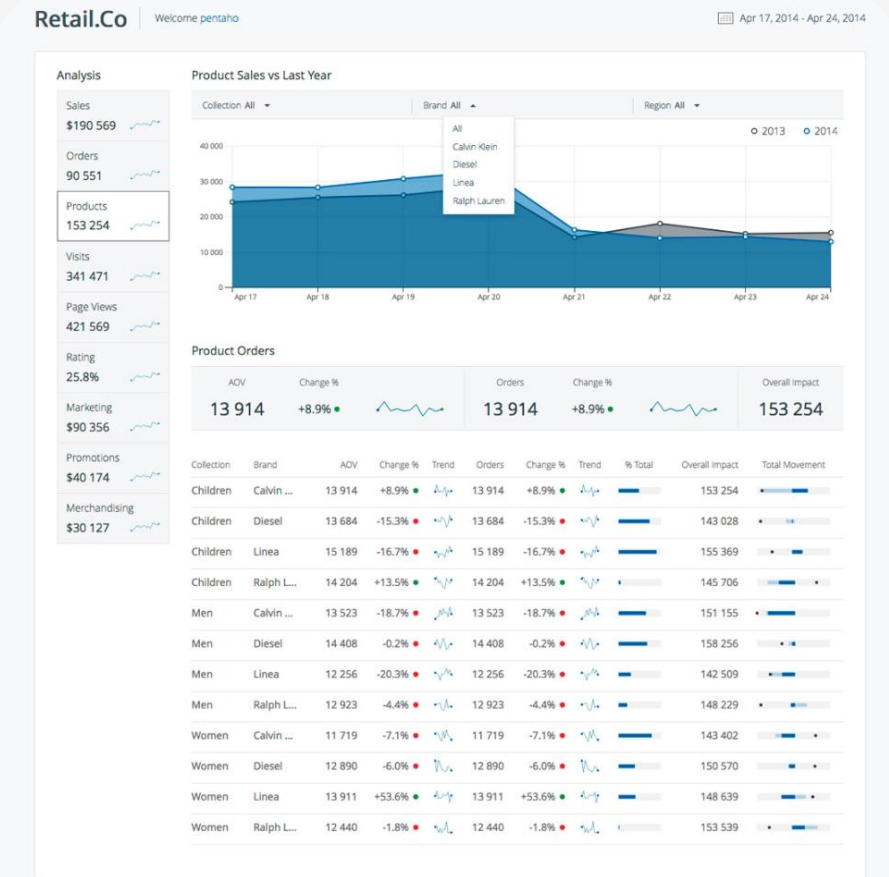 Retail.Co Welcome pentaho Apr 17, 2014 - Apr 24, 2014
Analysis
Sales
$190 569
Orders
90 551
Products
153 254
Visits
341 471
Page Views
421 569
Rating
25.8%
Marketing
$90 356
Promotions
$40 174
Merchandising
$30 127
Product Sales vs Last Year
Collection All Brand All Region All
All
Calvin Klein
Diesel
Linea
Ralph Lauren
2013 2014
40 000
30 000
20 000
10 000
0
Apr 17 Apr 18 Apr 19 Apr 20 Apr 21 Apr 22 Apr 23 Apr 24
Product Orders
AOV Change % Orders Change % Overall Impact
13 914 +8.9% 13 914 +8.9% 153 254
Collection Brand AOV Change % Trend Orders Change % Trend % Total Overall Impact Total Movement
Children Calvin ... 13 914 +8.9% 13 914 +8.9% 153 254
Children Diesel 13 684 -15.3% 13 684 -15.3% 143 028
Children Linea 15 189 -16.7% 15 189 -16.7% 155 369
Children Ralph L... 14 204 +13.5% 14 204 +13.5% 145 706
Men Calvin ... 13 523 -18.7% 13 523 -18.7% 151 155
Men Diesel 14 408 -0.2% 14 408 -0.2% 158 256
Men Linea 12 256 -20.3% 12 256 -20.3% 142 509
Men Ralph L... 12 923 -4.4% 12 923 -4.4% 148 229
Women Calvin ... 11 719 -7.1% 11 719 -7.1% 143 402
Women Diesel 12 890 -6.0% 12 890 -6.0% 150 570
Women Linea 13 911 +53.6% 13 911 +53.6% 148 639
Women Ralph L... 12 440 -1.8% 12 440 -1.8% 153 539